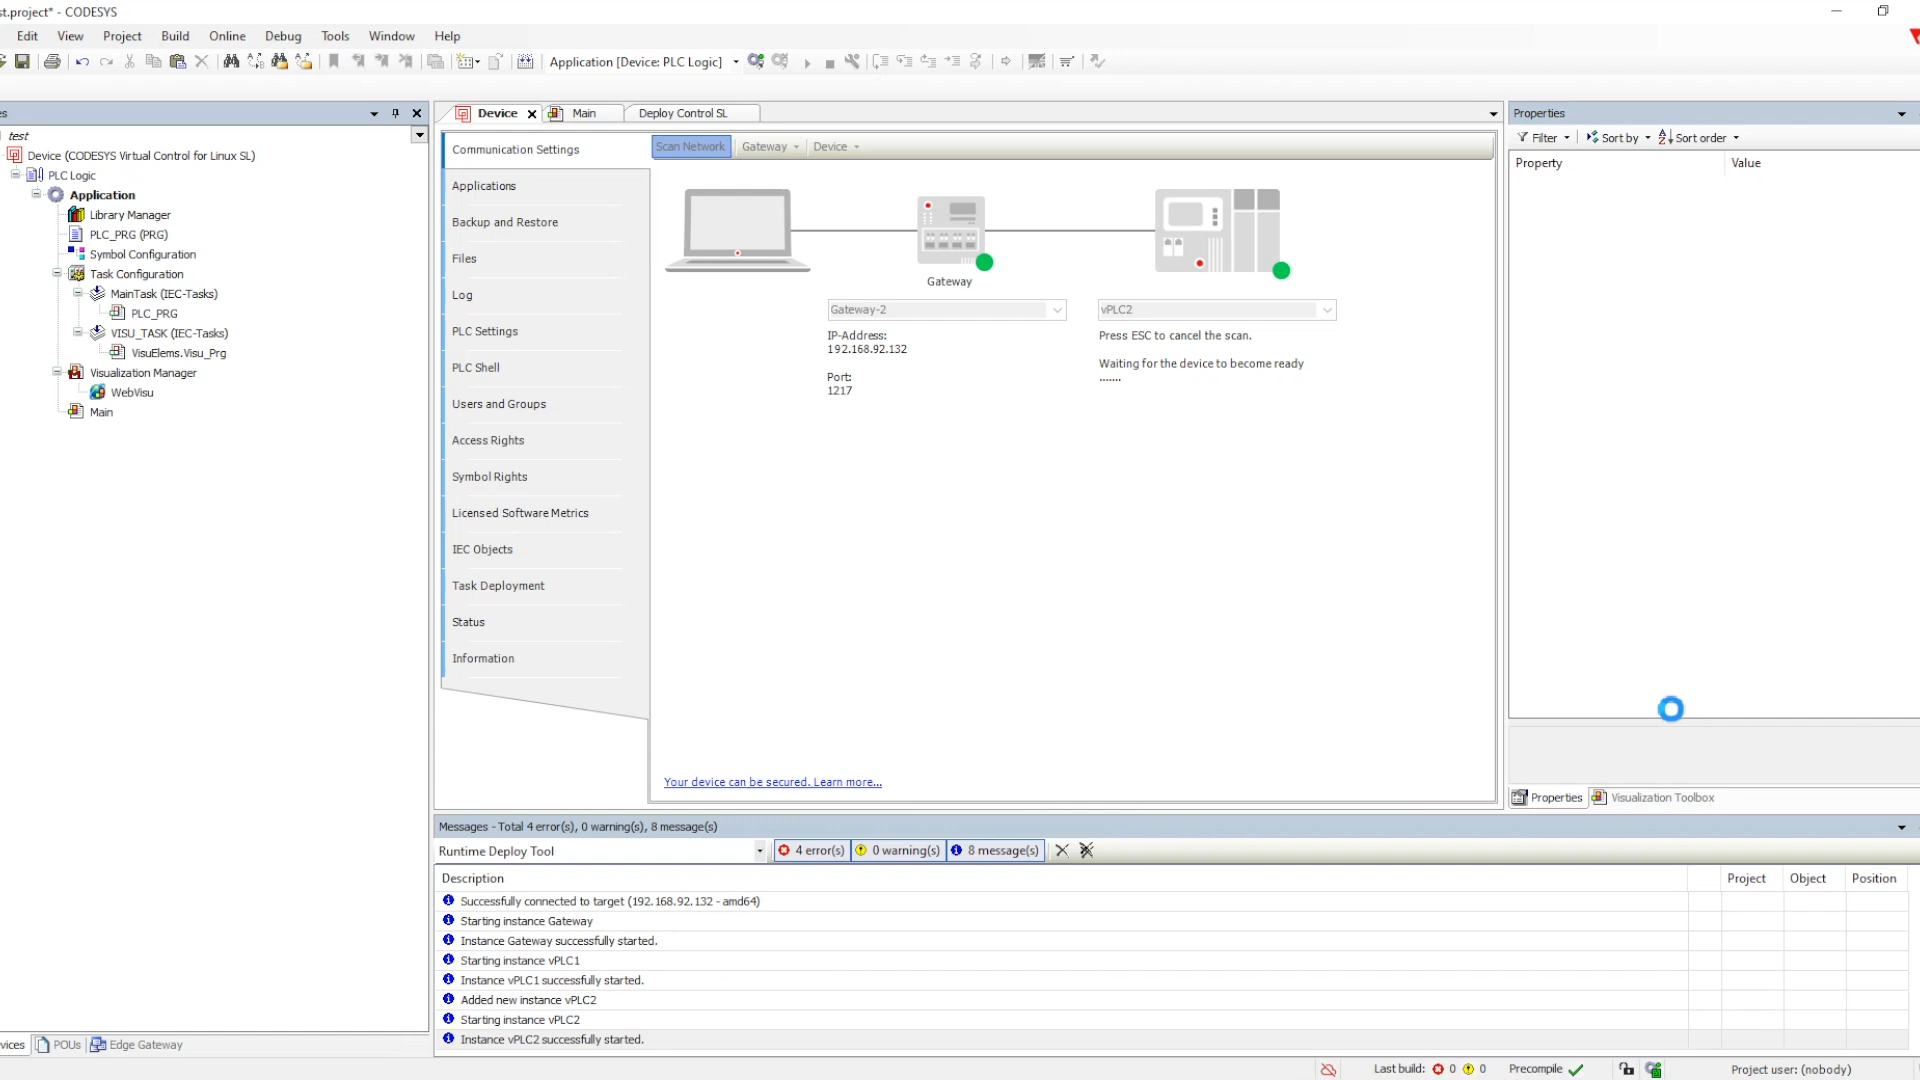 st.project* - CODESYS
Edit View Project Build Online Debug Tools Window Help
Application [Device: PLC Logic]
es
test
Device (CODESYS Virtual Control for Linux SL)
PLC Logic
Application
Library Manager
PLC_PRG (PRG)
Symbol Configuration
Task Configuration
MainTask (IEC-Tasks)
PLC_PRG
VISU_TASK (IEC-Tasks)
VisuElems.Visu_Prg
Visualization Manager
WebVisu
Main
vices POUs Edge Gateway
Device Main Deploy Control SL
Communication Settings
Applications
Backup and Restore
Files
Log
PLC Settings
PLC Shell
Users and Groups
Access Rights
Symbol Rights
Licensed Software Metrics
IEC Objects
Task Deployment
Status
Information
Scan Network Gateway Device
Gateway
Gateway-2
IP-Address:
192.168.92.132
Port:
1217
vPLC2
Press ESC to cancel the scan.
Waiting for the device to become ready
.......
Your device can be secured. Learn more...
Properties
Filter Sort by Sort order
Property Value
Properties Visualization Toolbox
Messages - Total 4 error(s), 0 warning(s), 8 message(s)
Runtime Deploy Tool 4 error(s) 0 warning(s) 8 message(s)
Description Project Object Position
Successfully connected to target (192.168.92.132 - amd64)
Starting instance Gateway
Instance Gateway successfully started.
Starting instance vPLC1
Instance vPLC1 successfully started.
Added new instance vPLC2
Starting instance vPLC2
Instance vPLC2 successfully started.
Last build: 0 0 Precompile Project user: (nobody)